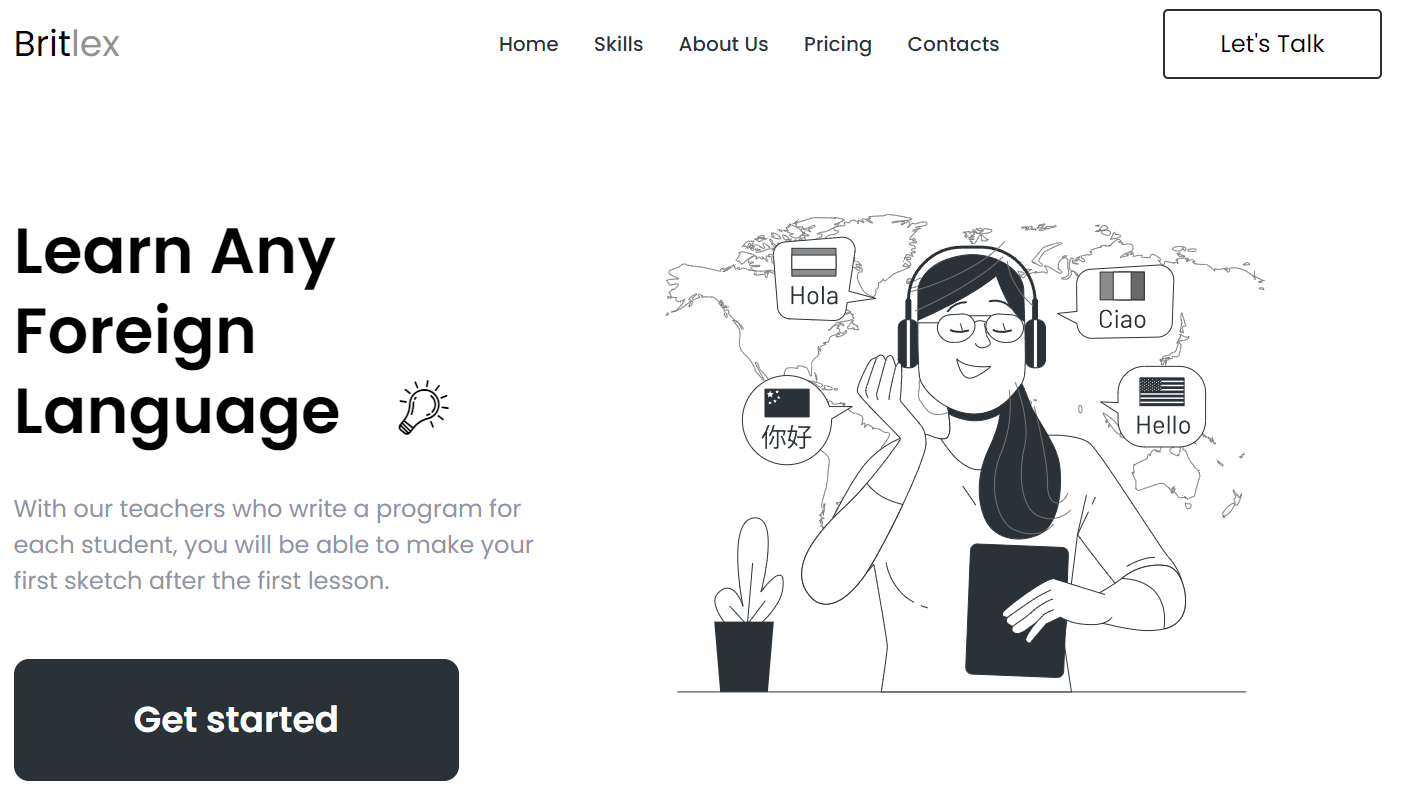 Britlex
Home Skills About Us Pricing Contacts
Let's Talk
Learn Any
Foreign
Language
With our teachers who write a program for
each student, you will be able to make your
first sketch after the first lesson.
Get started
Hola
Ciao
你好
Hello